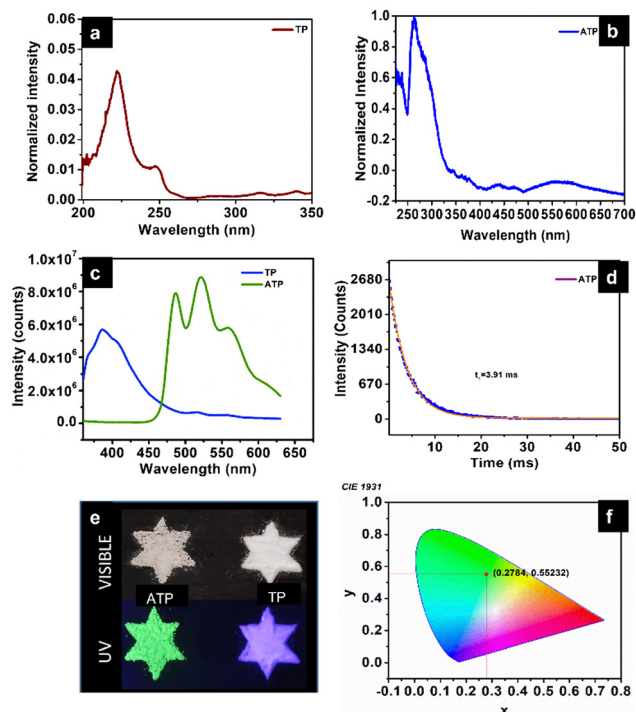 a
TP
Normalized intensity
0.06
0.05
0.04
0.03
0.02
0.01
0.00
200 250 300 350
Wavelength (nm)
b
ATP
Normalized intensity
1.0
0.8
0.6
0.4
0.2
0.0
-0.2
250 300 350 400 450 500 550 600 650 700
Wavelength (nm)
c
TP
ATP
Intensity (counts)
1.0x10⁷
8.0x10⁶
6.0x10⁶
4.0x10⁶
2.0x10⁶
0.0
400 450 500 550 600 650
Wavelength (nm)
d
ATP
Intensity (Counts)
2680
2010
1340
670
0
t =3.91 ms
10 20 30 40 50
Time (ms)
e
VISIBLE
ATP TP
UV
CIE 1931
f
y
1.0
0.8
0.6
0.4
0.2
0.0
(0.2784, 0.55232)
-0.1 0.0 0.1 0.2 0.3 0.4 0.5 0.6 0.7 0.8
x